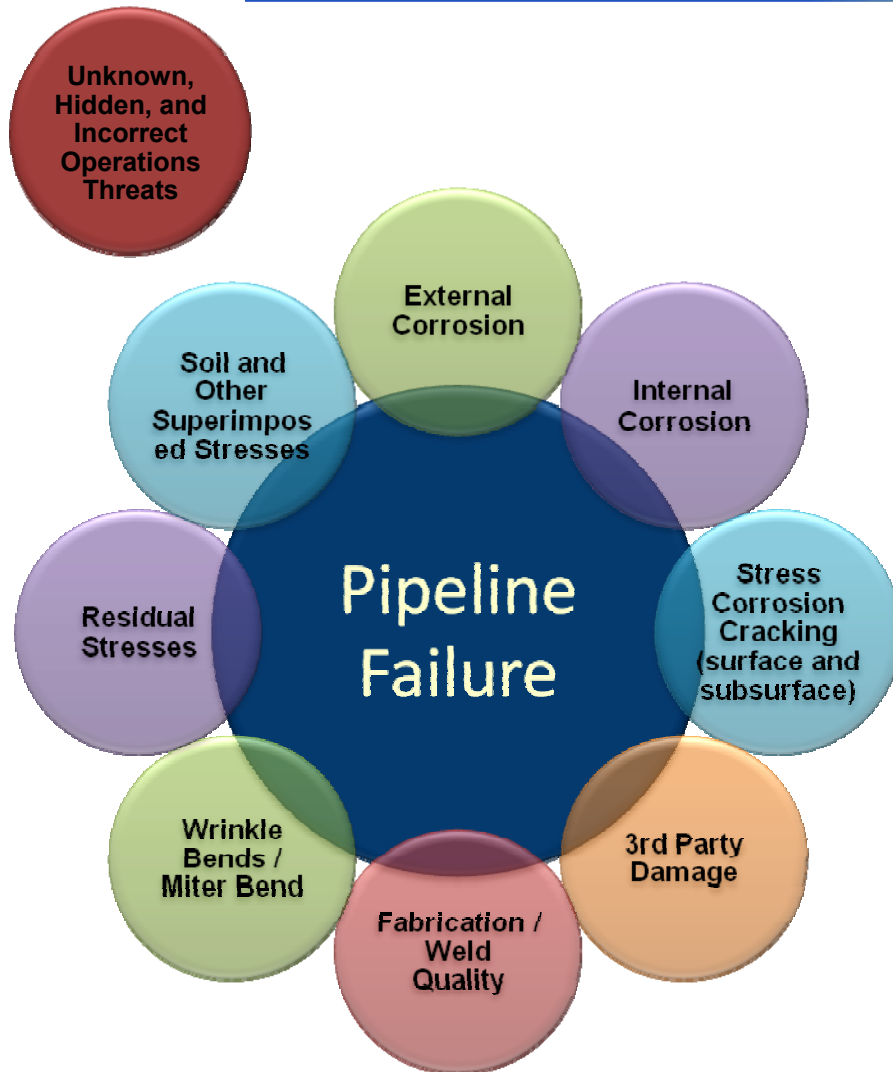 Unknown,
Hidden, and
Incorrect
Operations
Threats
External
Corrosion
Internal
Corrosion
Stress
Corrosion
Cracking
(surface and
subsurface)
3rd Party
Damage
Fabrication /
Weld
Quality
Wrinkle
Bends /
Miter Bend
Residual
Stresses
Soil and
Other
Superimpos
ed Stresses
Pipeline
Failure